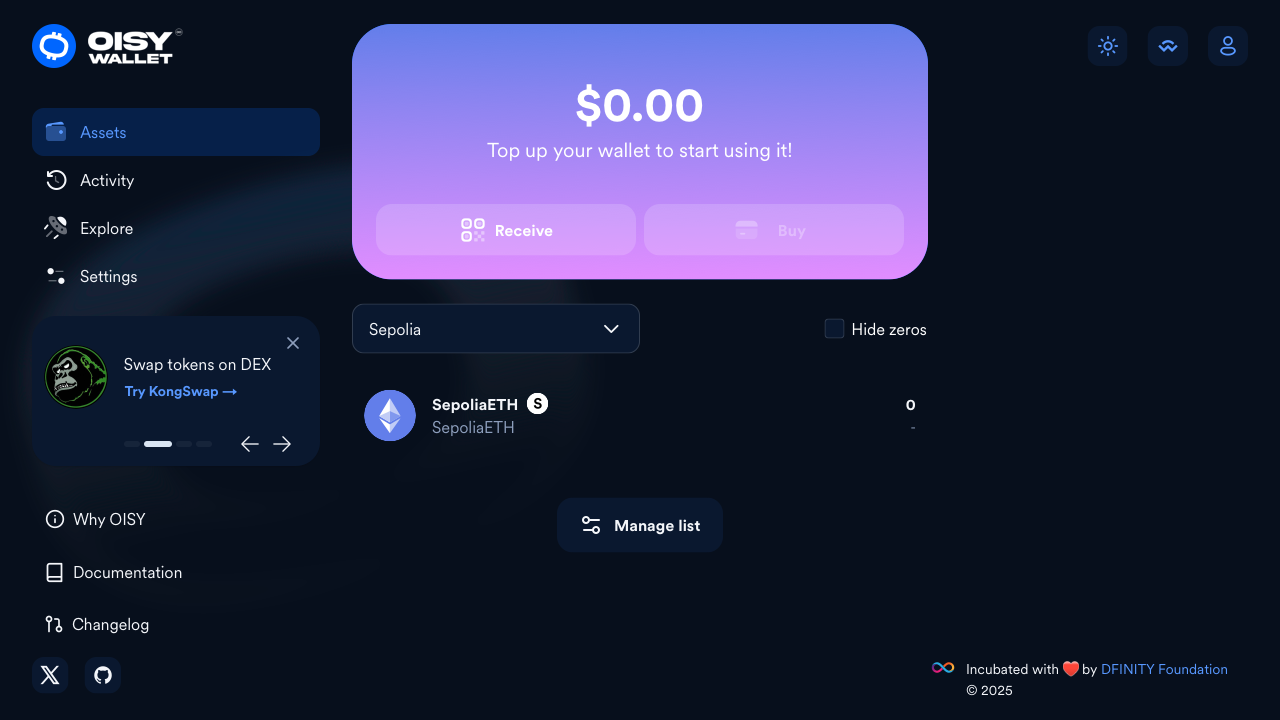 OISY
WALLET
Assets
Activity
Explore
Settings
Swap tokens on DEX
Try KongSwap →
Why OISY
Documentation
Changelog
$0.00
Top up your wallet to start using it!
Receive
Buy
Sepolia
Hide zeros
SepoliaETH S
0
SepoliaETH
-
Manage list
Incubated with ❤️ by DFINITY Foundation
© 2025